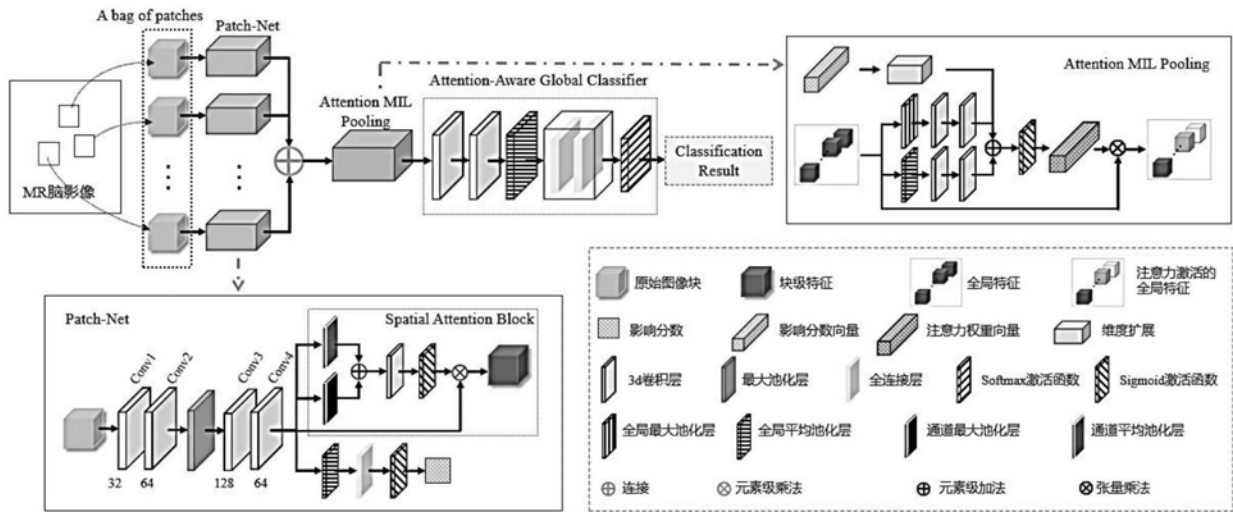 A bag of patches
Patch-Net
MR脑影像
Attention MIL
Pooling
Attention-Aware Global Classifier
Classification
Result
Attention MIL Pooling
Patch-Net
Spatial Attention Block
Conv1
Conv2
Conv3
Conv4
32
64
128
64
原始图像块
块级特征
全局特征
注意力激活的
全局特征
影响分数
影响分数向量
注意力权重向量
维度扩展
3d卷积层
最大池化层
全连接层
Softmax激活函数
Sigmoid激活函数
全局最大池化层
全局平均池化层
通道最大池化层
通道平均池化层
连接
元素级乘法
元素级加法
张量乘法